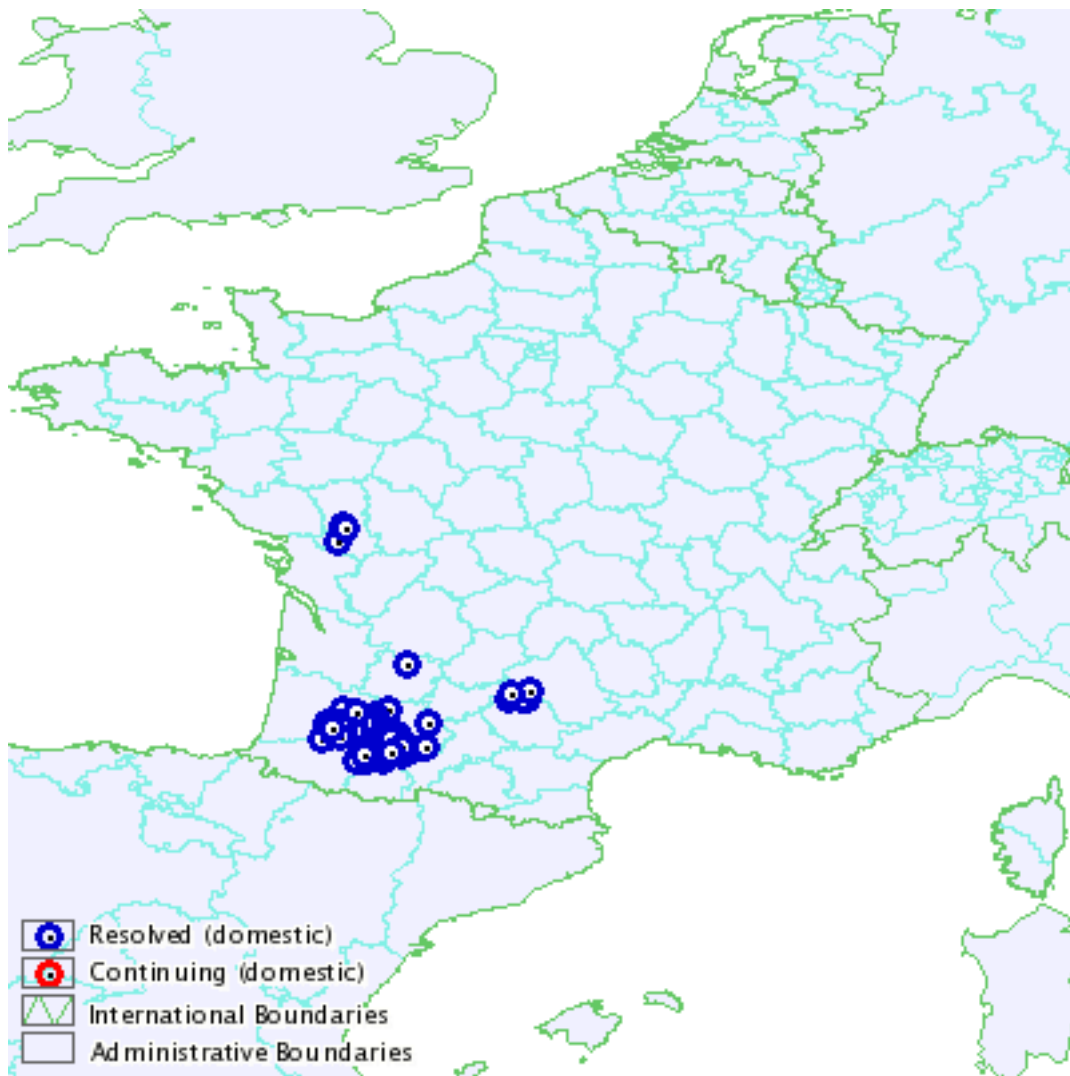 Resolved (domestic)
Continuing (domestic)
International Boundaries
Administrative Boundaries